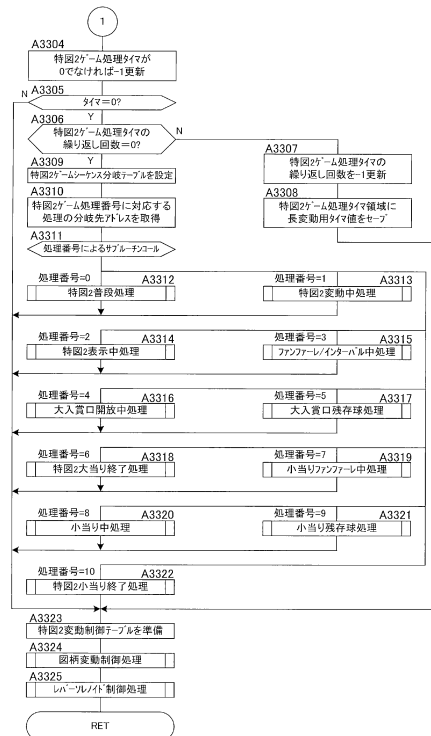 1
A3304
特図2ゲーム処理タイマが
0でなければ-1更新
A3305
N
タイマ=0?
Y
A3306
特図2ゲーム処理タイマの
繰り返し回数=0?
N
Y
A3307
特図2ゲーム処理タイマの
繰り返し回数を-1更新
A3308
特図2ゲーム処理タイマ領域に
長変動用タイマ値をセーブ
A3309
特図2ゲームシーケンス分岐テーブルを設定
A3310
特図2ゲーム処理番号に対応する
処理の分岐先アドレスを取得
A3311
処理番号によるサブルーチンコール
処理番号=0
A3312
特図2普段処理
処理番号=1
A3313
特図2変動中処理
処理番号=2
A3314
特図2表示中処理
処理番号=3
A3315
ファンファーレ/インターバル中処理
処理番号=4
A3316
大入賞口開放中処理
処理番号=5
A3317
大入賞口残存球処理
処理番号=6
A3318
特図2大当り終了処理
処理番号=7
A3319
小当りファンファーレ中処理
処理番号=8
A3320
小当り中処理
処理番号=9
A3321
小当り残存球処理
処理番号=10
A3322
特図2小当り終了処理
A3323
特図2変動制御テーブルを準備
A3324
図柄変動制御処理
A3325
レバーソレノイド制御処理
RET